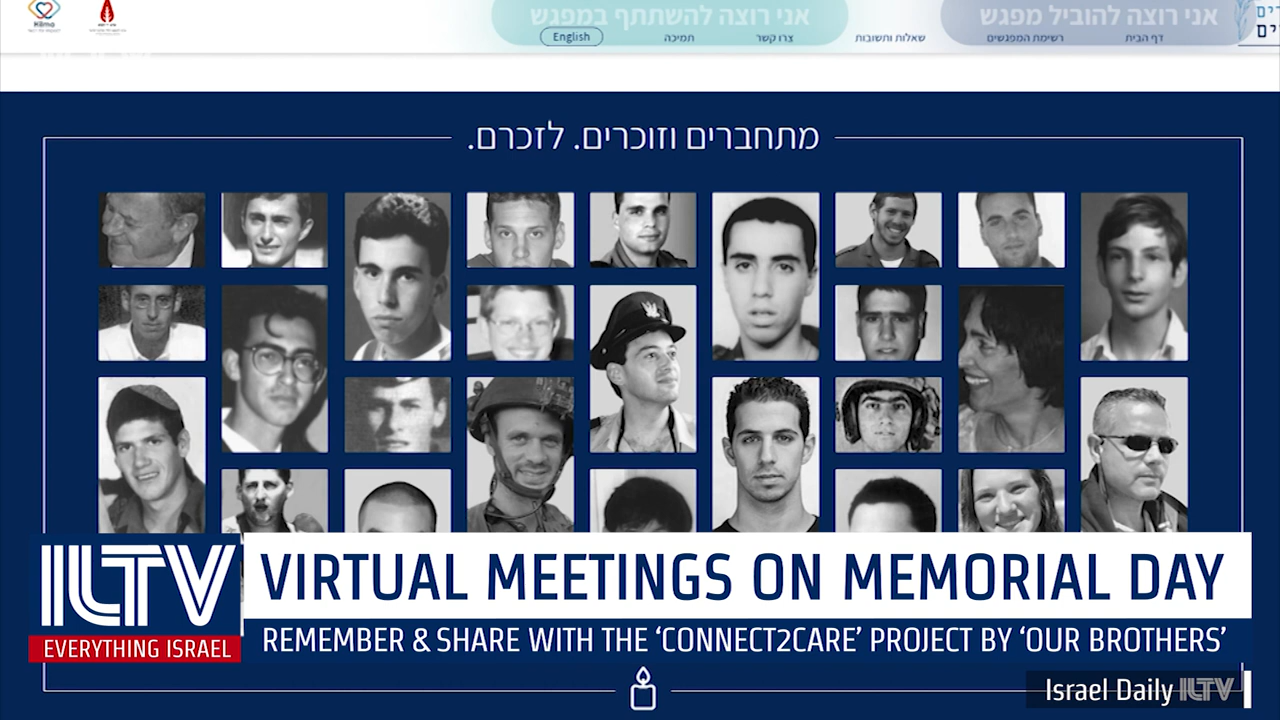 Hilma
אני רוצה להשתתף במפגש
אני רוצה להוביל מפגש
English
תמיכה
צרו קשר
שאלות ותשובות
רשימת המפגשים
דף הבית
מתחברים וזוכרים. לזכרם.
ILTV
EVERYTHING ISRAEL
VIRTUAL MEETINGS ON MEMORIAL DAY
REMEMBER & SHARE WITH THE ‘CONNECT2CARE’ PROJECT BY ‘OUR BROTHERS’
Israel Daily ILTV